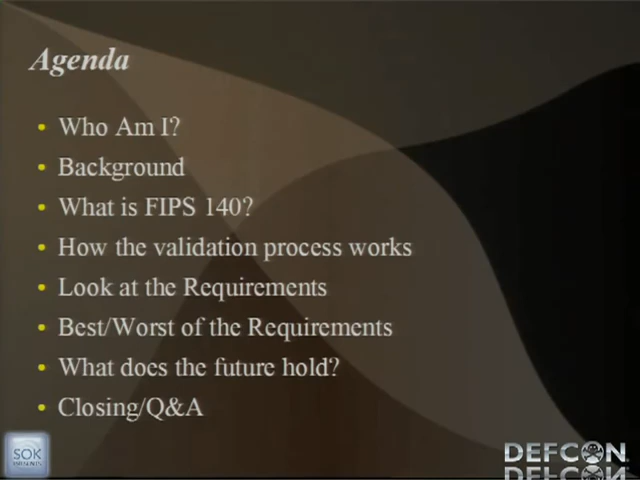 Agenda
Who Am I?
Background
What is FIPS 140?
How the validation process works
Look at the Requirements
Best/Worst of the Requirements
What does the future hold?
Closing/Q&A
SOK
DEFCON